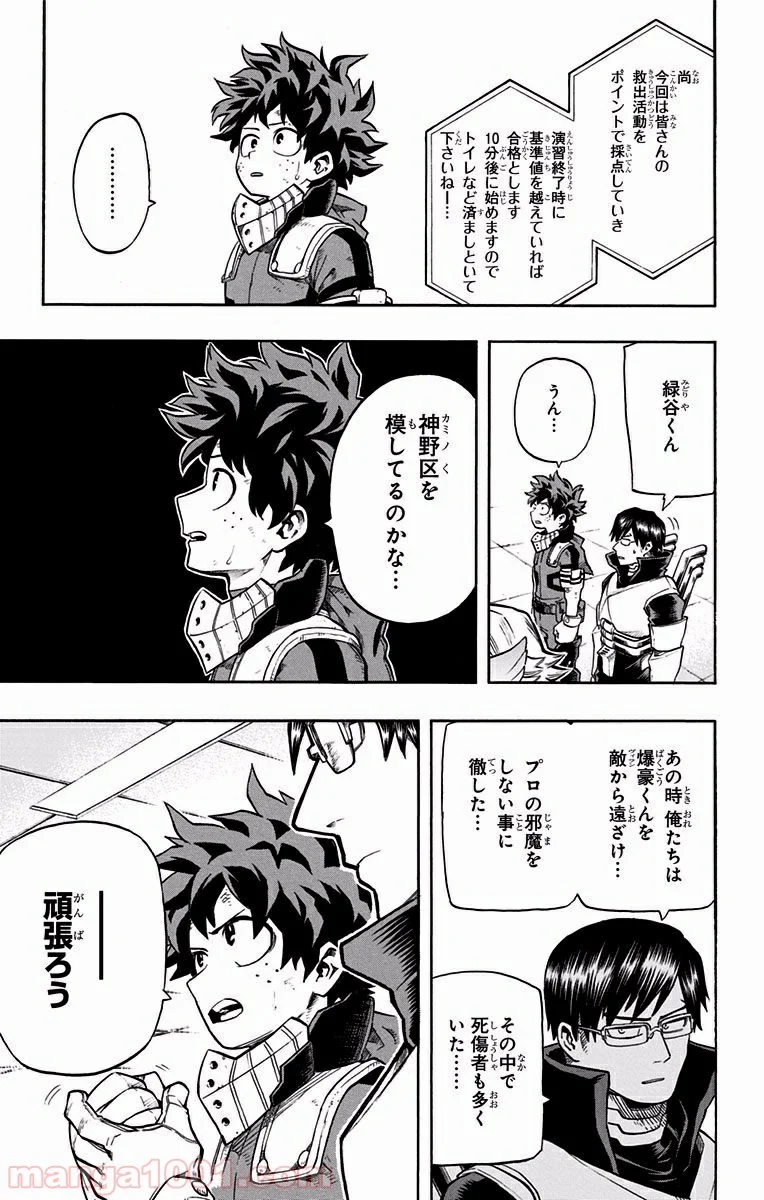 尚
今回は皆さんの
救出活動を
ポイントで採点していき
演習終了時に
基準値を越えていれば
合格とします
10分後に始めますので
トイレなど済ましといて
下さいねー…
…………
緑谷くん
うん…
神野区を
模してるのかな…
あの時 俺たちは
爆豪くんを
敵から遠ざけ…
プロの邪魔を
しない事に
徹した…
その中で
死傷者も多く
いた………
――
頑張ろう
manga1001.com